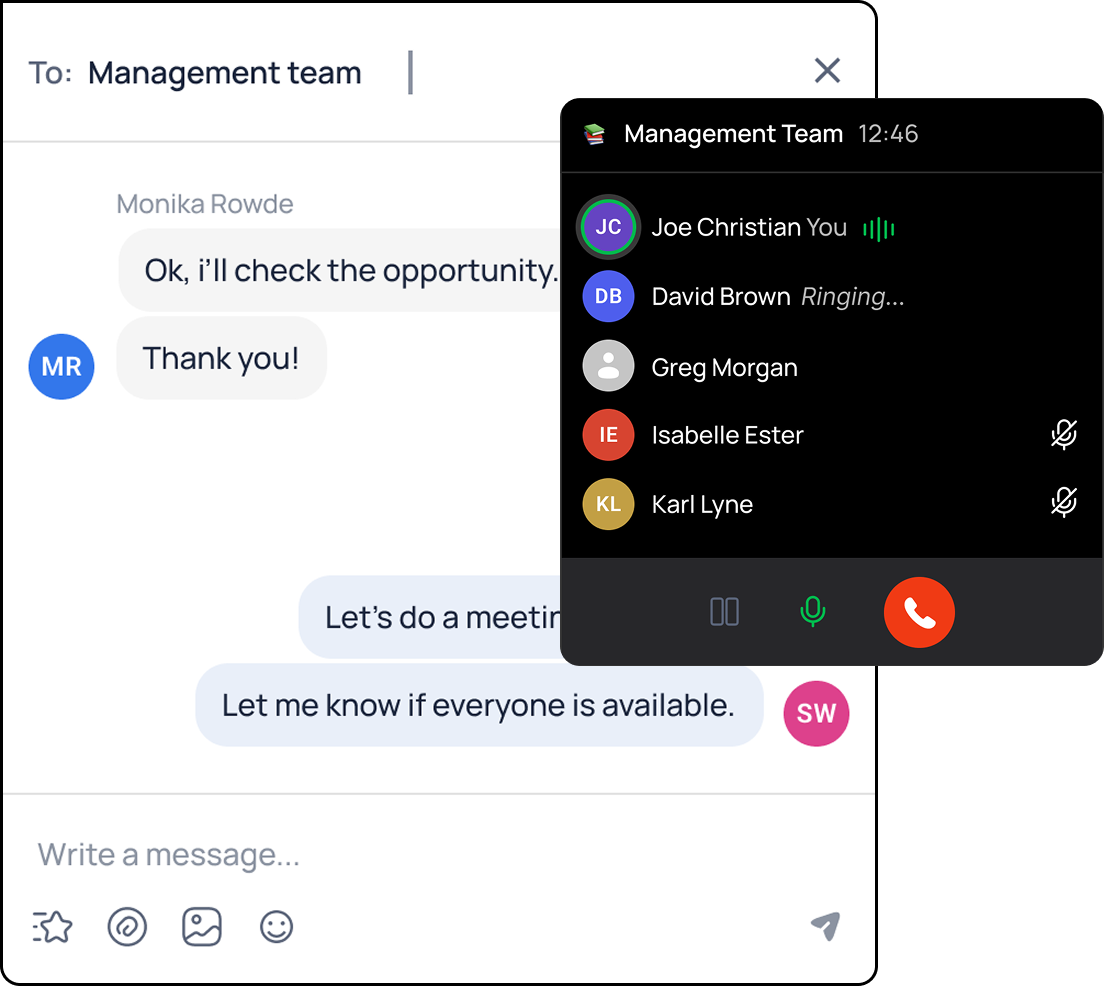 To: Management team
Monika Rowde
Ok, i’ll check the opportunity.
Thank you!
MR
Let’s do a
Let me know if everyone is available.
SW
Write a message...
Management Team 12:46
JC Joe Christian You
DB David Brown Ringing...
Greg Morgan
IE Isabelle Ester
KL Karl Lyne